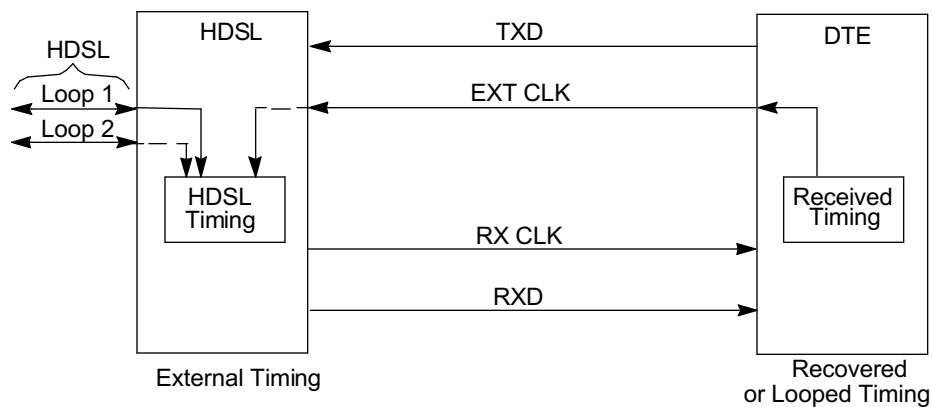 HDSL
TXD
DTE
HDSL
Loop 1
EXT CLK
Loop 2
HDSL
Timing
Received
Timing
RX CLK
RXD
External Timing
Recovered
or Looped Timing